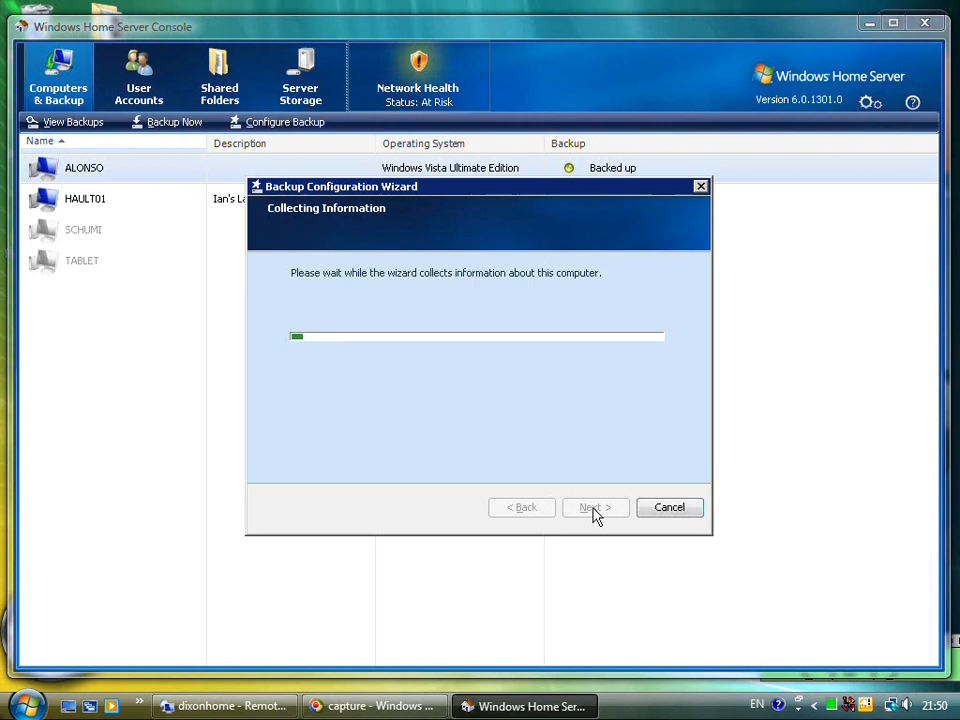 Windows Home Server Console
Computers & Backup
User Accounts
Shared Folders
Server Storage
Network Health
Status: At Risk
Windows Home Server
Version 6.0.1301.0
View Backups
Backup Now
Configure Backup
Name
Description
Operating System
Backup
ALONSO
Windows Vista Ultimate Edition
Backed up
HAULT01
Ian's La
SCHUMI
TABLET
Backup Configuration Wizard
Collecting Information
Please wait while the wizard collects information about this computer.
< Back
Next >
Cancel
dixonhome - Remot...
capture - Windows ...
Windows Home Ser...
EN
21:50